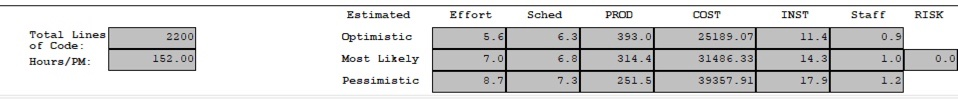 Estimated Effort Sched PROD COST INST Staff RISK
Total Lines of Code: 2200 Optimistic 5.6 6.3 393.0 25189.07 11.4 0.9
Hours/PM: 152.00 Most Likely 7.0 6.8 314.4 31486.33 14.3 1.0 0.0
Pessimistic 8.7 7.3 251.5 39357.91 17.9 1.2